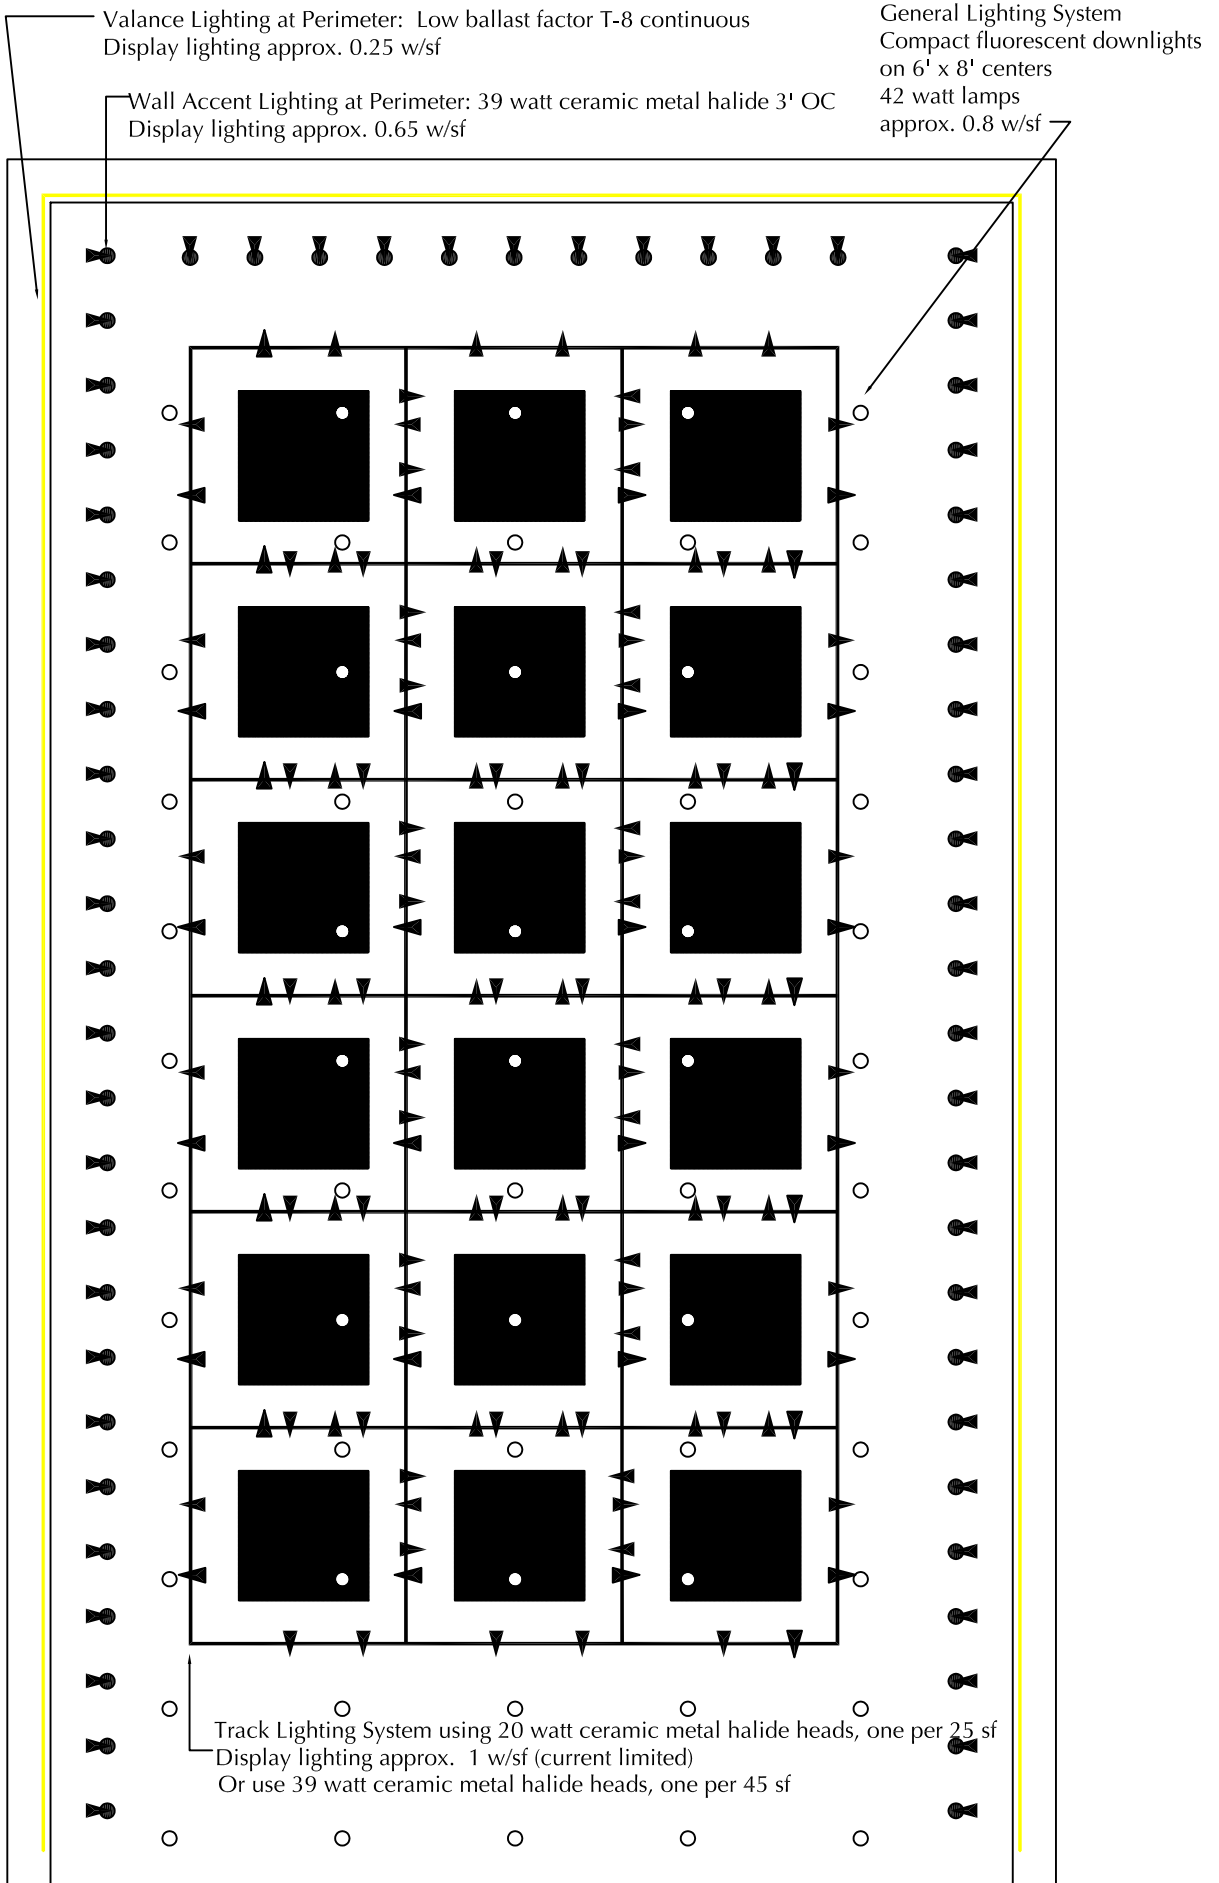 Valance Lighting at Perimeter:  Low ballast factor T-8 continuous
Display lighting approx. 0.25 w/sf
Wall Accent Lighting at Perimeter: 39 watt ceramic metal halide 3' OC
Display lighting approx. 0.65 w/sf
General Lighting System
Compact fluorescent downlights
on 6' x 8' centers
42 watt lamps
approx. 0.8 w/sf
Track Lighting System using 20 watt ceramic metal halide heads, one per 25 sf
Display lighting approx.  1 w/sf (current limited)
Or use 39 watt ceramic metal halide heads, one per 45 sf